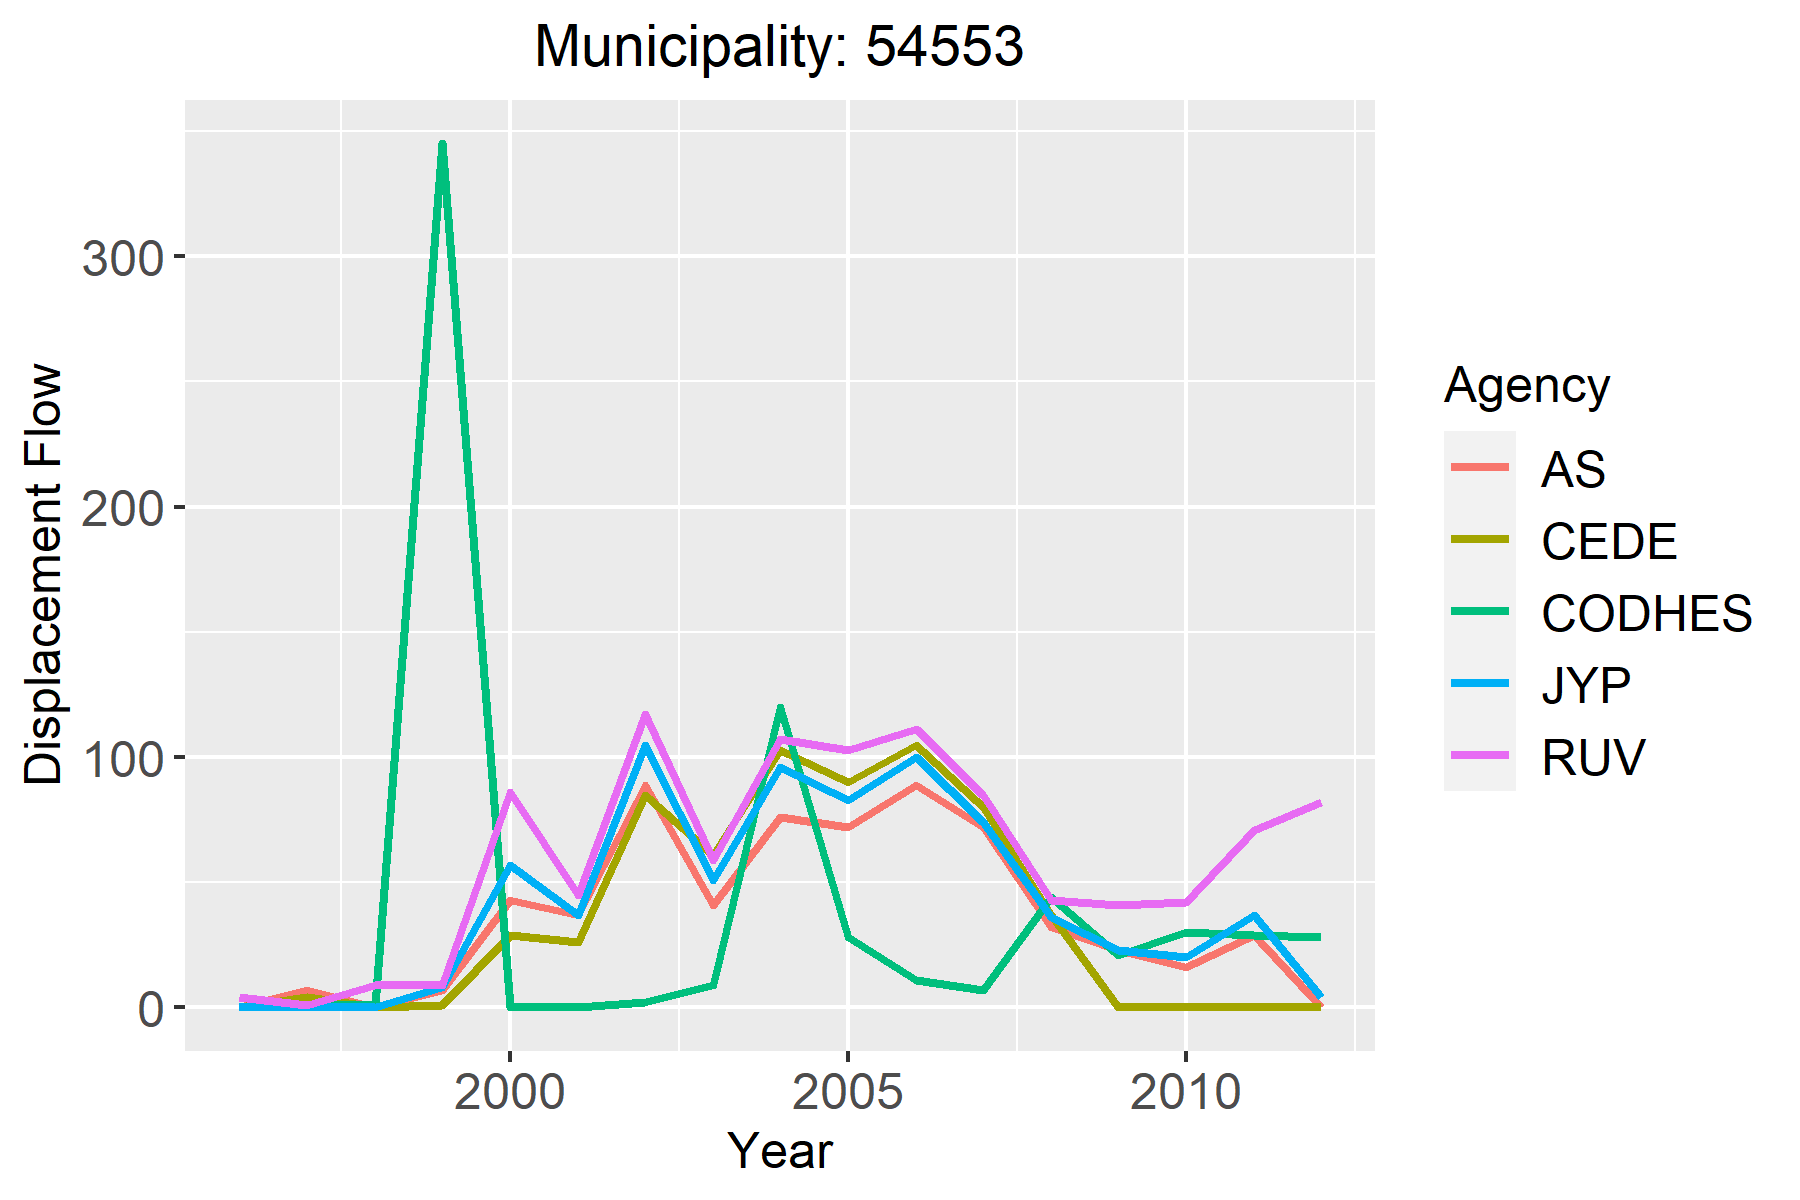 Municipality: 54553
Displacement Flow
300
200
100
0
2000
2005
2010
Year
Agency
AS
CEDE
CODHES
JYP
RUV